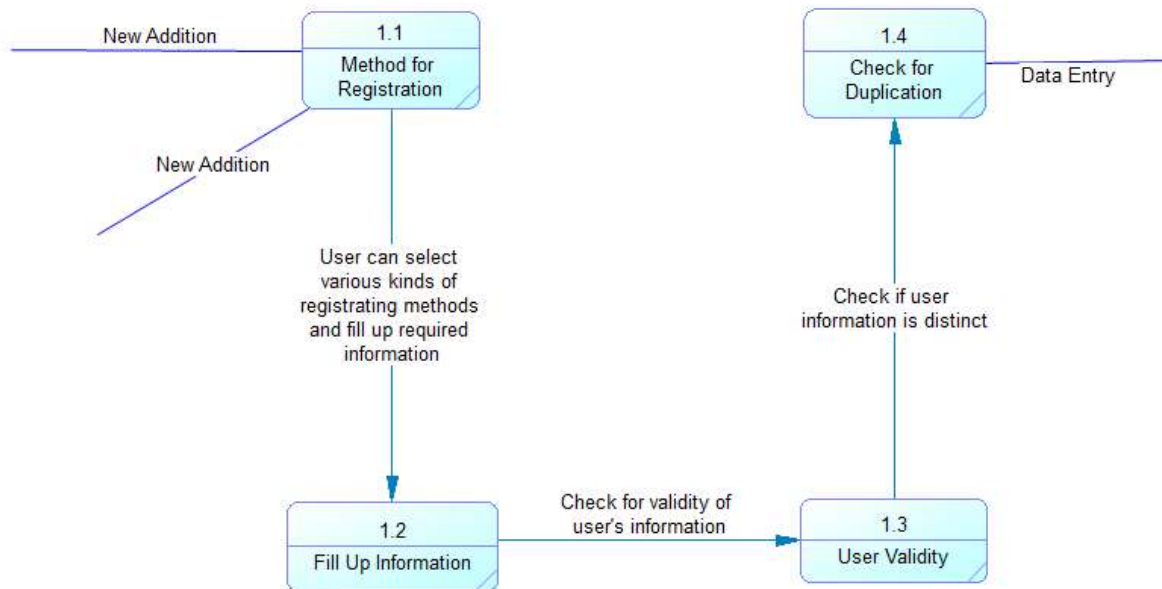 New Addition
1.1
Method for
Registration
New Addition
User can select
various kinds of
registrating methods
and fill up required
information
1.2
Fill Up Information
Check for validity of
user's information
1.3
User Validity
Check if user
information is distinct
1.4
Check for
Duplication
Data Entry